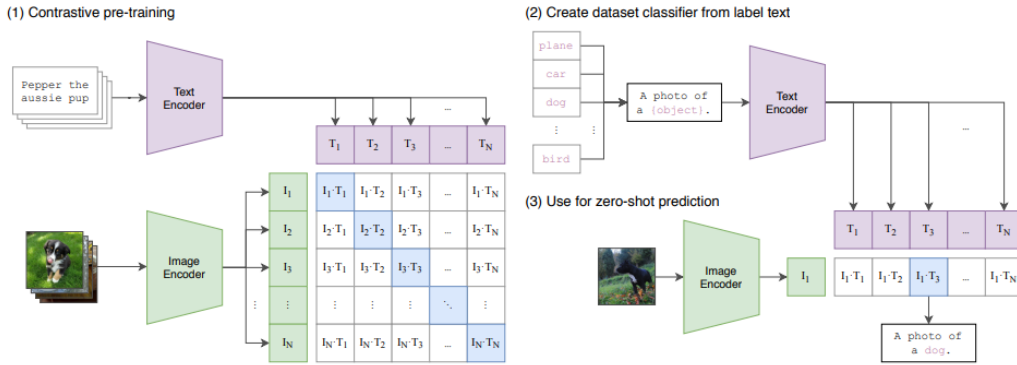 (1) Contrastive pre-training
Pepper the
aussie pup
Text
Encoder
...
T1 T2 T3 ... TN
Image
Encoder
I1 I1·T1 I1·T2 I1·T3 ... I1·TN
I2 I2·T1 I2·T2 I2·T3 ... I2·TN
I3 I3·T1 I3·T2 I3·T3 ... I3·TN
⋮ ⋮ ⋮ ⋮ ⋱ ⋮
IN IN·T1 IN·T2 IN·T3 ... IN·TN
(2) Create dataset classifier from label text
plane
car
dog
⋮ ⋮
bird
A photo of
a {object}.
Text
Encoder
...
(3) Use for zero-shot prediction
Image
Encoder
T1 T2 T3 ... TN
I1 I1·T1 I1·T2 I1·T3 ... I1·TN
A photo of
a dog.